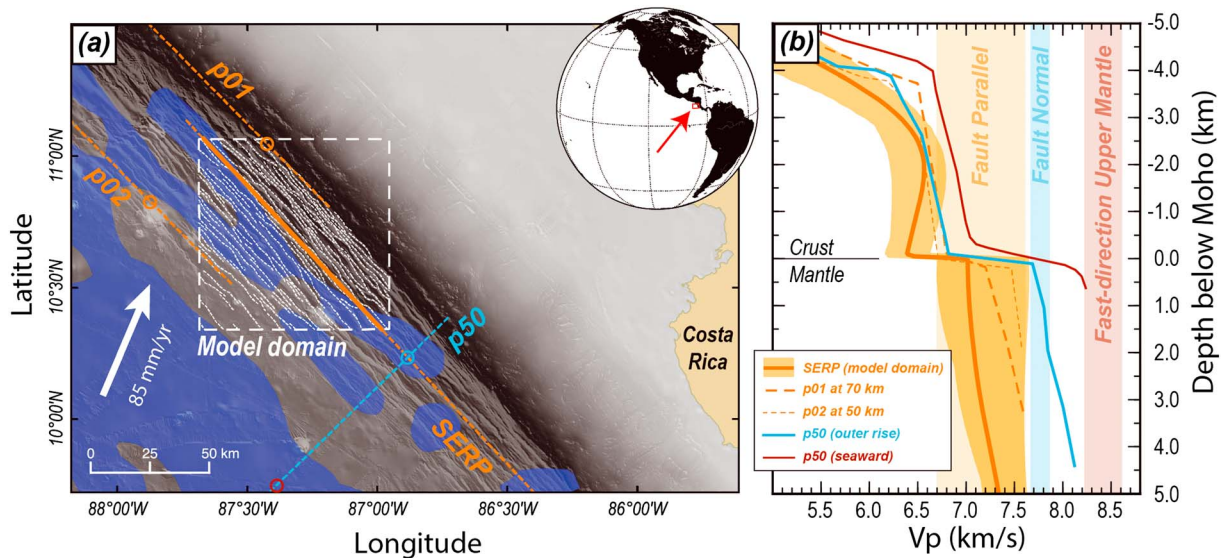 (a)
p01
p02
p50
SERP
Model domain
85 mm/yr
0 25 50 km
Costa
Rica
Latitude
11°00'N
10°30'N
10°00'N
88°00'W 87°30'W 87°00'W 86°30'W 86°00'W
Longitude
(b)
Fault Parallel
Fault Normal
Fast-direction Upper Mantle
Crust
Mantle
SERP (model domain)
p01 at 70 km
p02 at 50 km
p50 (outer rise)
p50 (seaward)
-5.0
-4.0
-3.0
-2.0
-1.0
0.0
1.0
2.0
3.0
4.0
5.0
Depth below Moho (km)
5.5 6.0 6.5 7.0 7.5 8.0 8.5
Vp (km/s)